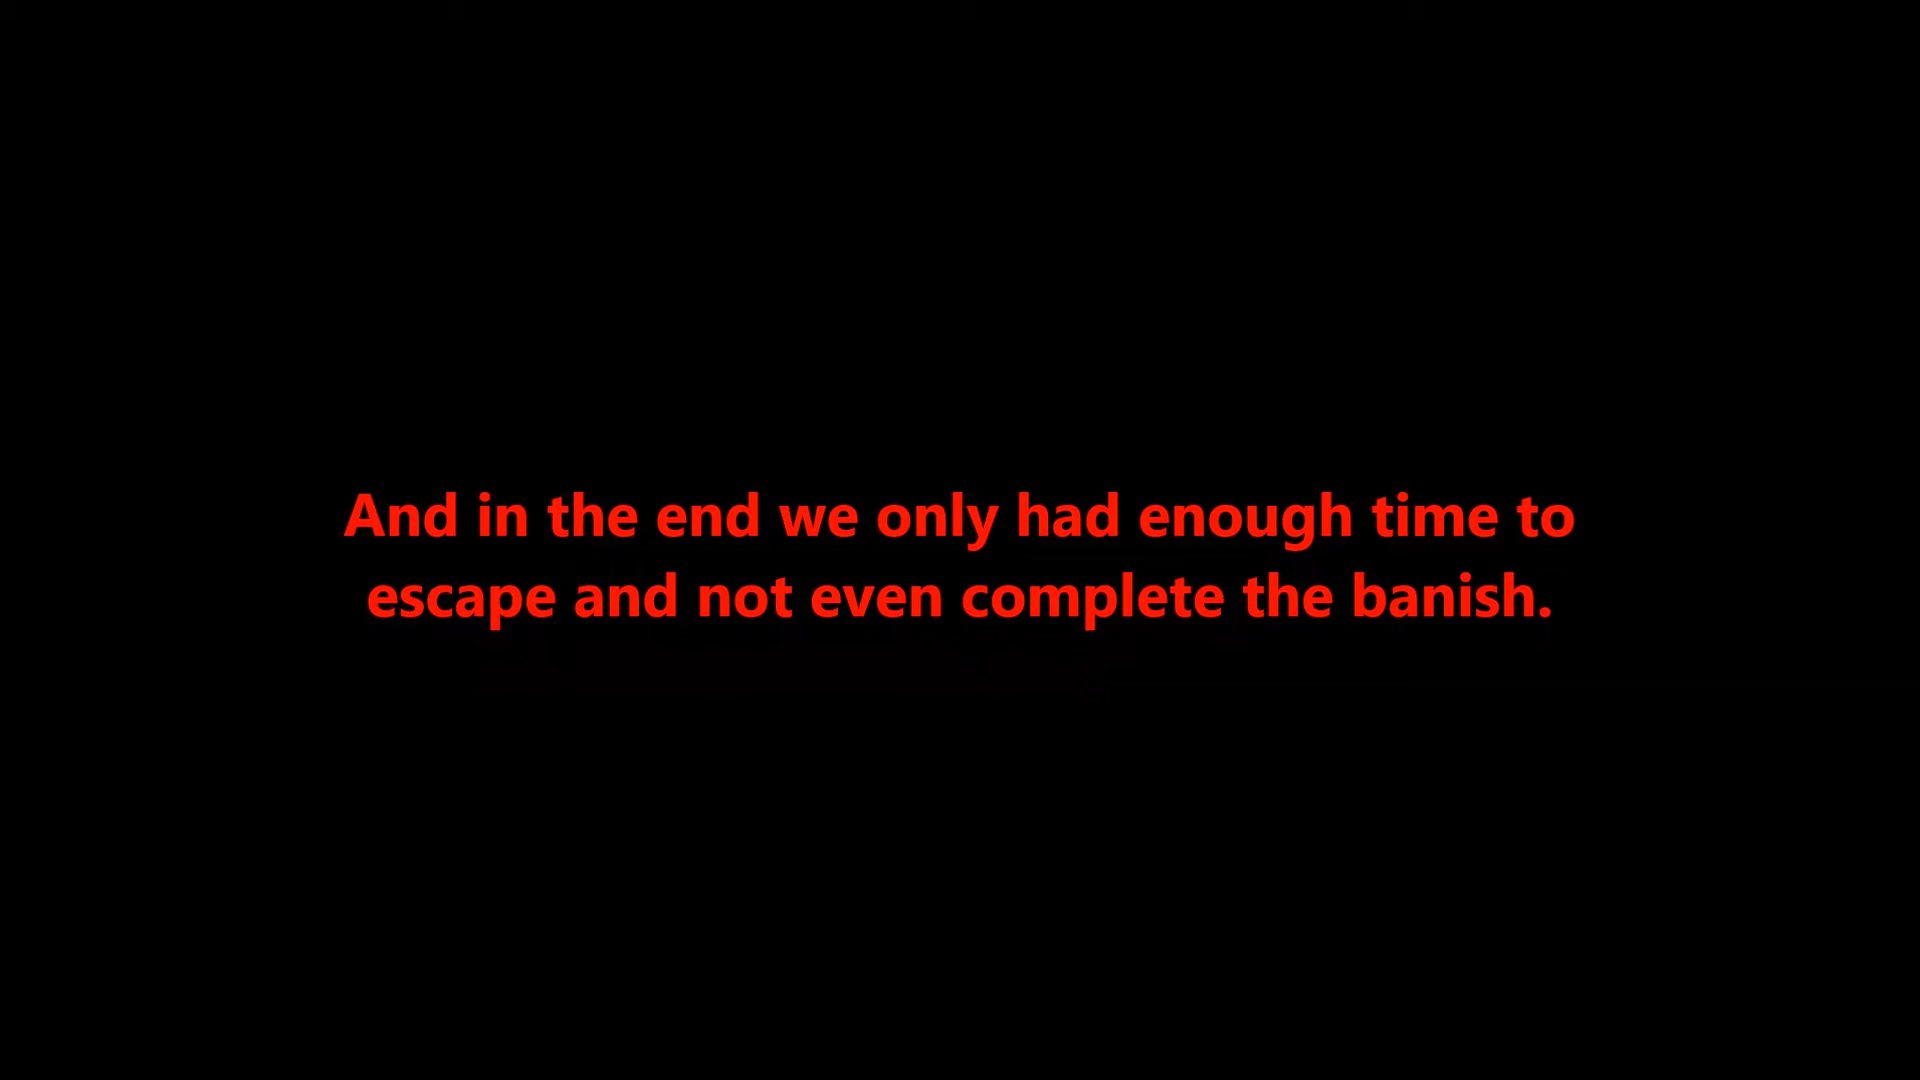 And in the end we only had enough time to
escape and not even complete the banish.